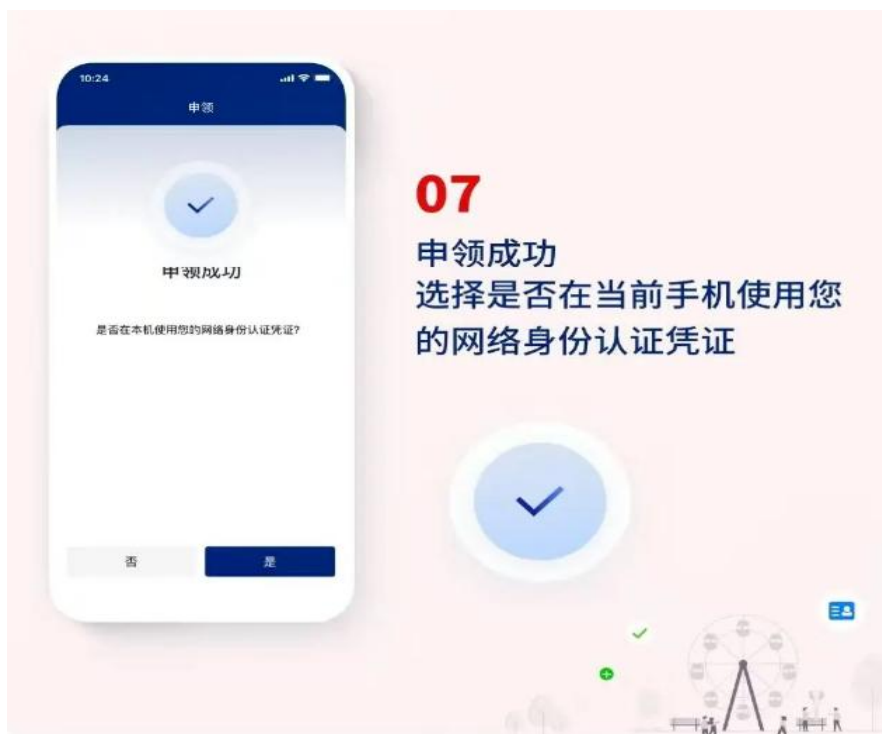 10:24
申领
申领成功
是否在本机使用您的网络身份认证凭证?
否
是
07
申领成功
选择是否在当前手机使用您
的网络身份认证凭证